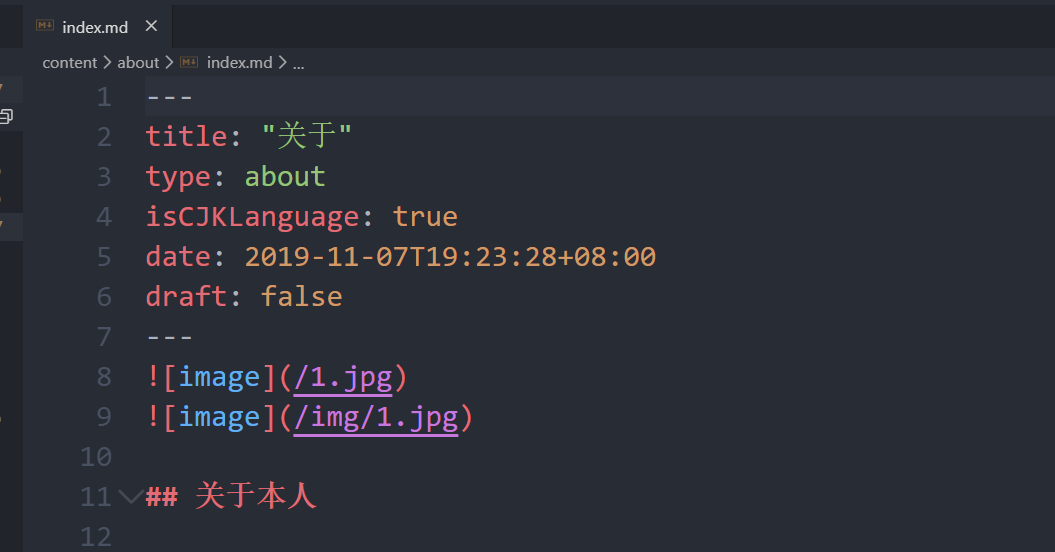 index.md
content > about > index.md > ...
1 ---
2 title: "关于"
3 type: about
4 isCJKLanguage: true
5 date: 2019-11-07T19:23:28+08:00
6 draft: false
7 ---
8 ![image](/1.jpg)
9 ![image](/img/1.jpg)
10
11 ## 关于本人
12